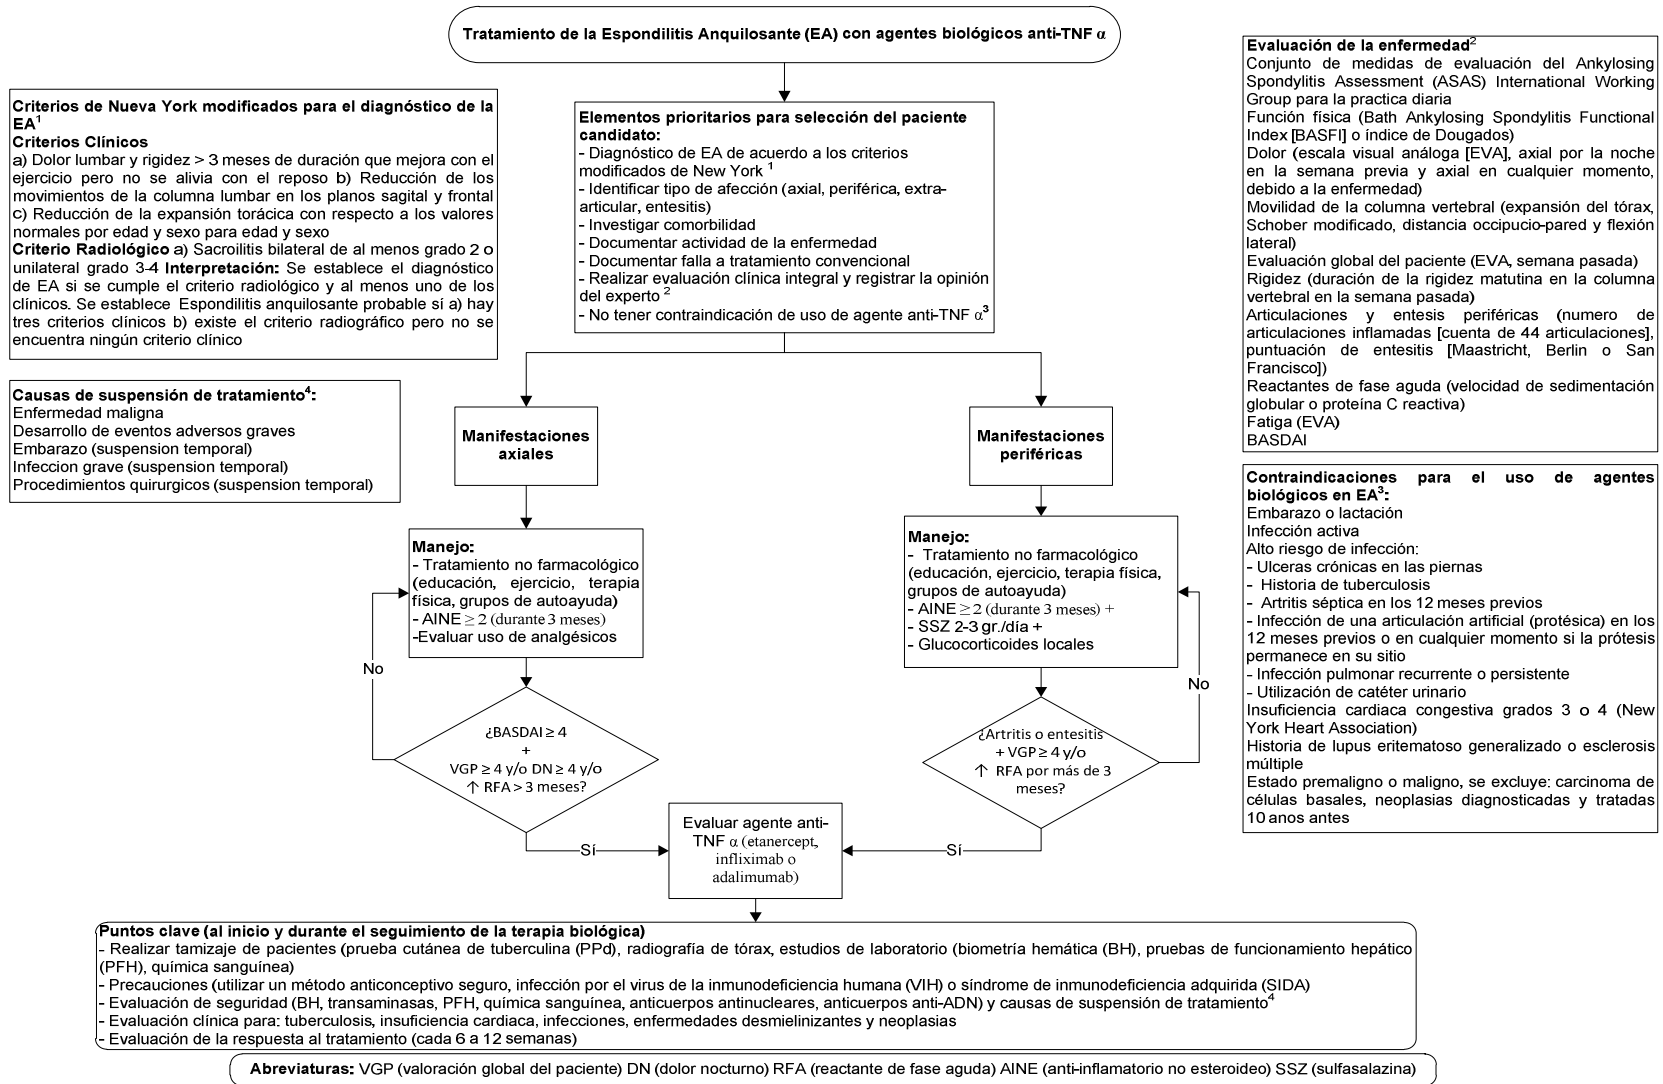 Tratamiento de la Espondilitis Anquilosante (EA) con agentes biológicos anti-TNF α
Criterios de Nueva York modificados para el diagnóstico de la
EA¹
Criterios Clínicos
a) Dolor lumbar y rigidez > 3 meses de duración que mejora con el
ejercicio pero no se alivia con el reposo b) Reducción de los
movimientos de la columna lumbar en los planos sagital y frontal
c) Reducción de la expansión torácica con respecto a los valores
normales por edad y sexo para edad y sexo
Criterio Radiológico a) Sacroilitis bilateral de al menos grado 2 o
unilateral grado 3-4 Interpretación: Se establece el diagnóstico
de EA si se cumple el criterio radiológico y al menos uno de los
clínicos. Se establece Espondilitis anquilosante probable sí a) hay
tres criterios clínicos b) existe el criterio radiográfico pero no se
encuentra ningún criterio clínico
Causas de suspensión de tratamiento⁴:
Enfermedad maligna
Desarrollo de eventos adversos graves
Embarazo (suspension temporal)
Infeccion grave (suspension temporal)
Procedimientos quirurgicos (suspension temporal)
Elementos prioritarios para selección del paciente
candidato:
- Diagnóstico de EA de acuerdo a los criterios
modificados de New York ¹
- Identificar tipo de afección (axial, periférica, extra-
articular, entesitis)
- Investigar comorbilidad
- Documentar actividad de la enfermedad
- Documentar falla a tratamiento convencional
- Realizar evaluación clínica integral y registrar la opinión
del experto ²
- No tener contraindicación de uso de agente anti-TNF α³
Manifestaciones
axiales
Manifestaciones
periféricas
Manejo:
- Tratamiento no farmacológico
(educación, ejercicio, terapia
física, grupos de autoayuda)
- AINE ≥ 2 (durante 3 meses)
-Evaluar uso de analgésicos
No
¿BASDAI ≥ 4
+
VGP ≥ 4 y/o DN ≥ 4 y/o
↑ RFA > 3 meses?
Sí
Manejo:
- Tratamiento no farmacológico
(educación, ejercicio, terapia física,
grupos de autoayuda)
- AINE ≥ 2 (durante 3 meses) +
- SSZ 2-3 gr./día +
- Glucocorticoides locales
No
¿Artritis o entesitis
+ VGP ≥ 4 y/o
↑ RFA por más de 3
meses?
Sí
Evaluar agente anti-
TNF α (etanercept,
infliximab o
adalimumab)
Evaluación de la enfermedad²
Conjunto de medidas de evaluación del Ankylosing
Spondylitis Assessment (ASAS) International Working
Group para la practica diaria
Función física (Bath Ankylosing Spondylitis Functional
Index [BASFI] o índice de Dougados)
Dolor (escala visual análoga [EVA], axial por la noche
en la semana previa y axial en cualquier momento,
debido a la enfermedad)
Movilidad de la columna vertebral (expansión del tórax,
Schober modificado, distancia occipucio-pared y flexión
lateral)
Evaluación global del paciente (EVA, semana pasada)
Rigidez (duración de la rigidez matutina en la columna
vertebral en la semana pasada)
Articulaciones y entesis periféricas (numero de
articulaciones inflamadas [cuenta de 44 articulaciones],
puntuación de entesitis [Maastricht, Berlin o San
Francisco])
Reactantes de fase aguda (velocidad de sedimentación
globular o proteína C reactiva)
Fatiga (EVA)
BASDAI
Contraindicaciones para el uso de agentes
biológicos en EA³:
Embarazo o lactación
Infección activa
Alto riesgo de infección:
- Ulceras crónicas en las piernas
- Historia de tuberculosis
- Artritis séptica en los 12 meses previos
- Infección de una articulación artificial (protésica) en los
12 meses previos o en cualquier momento si la prótesis
permanece en su sitio
- Infección pulmonar recurrente o persistente
- Utilización de catéter urinario
Insuficiencia cardiaca congestiva grados 3 o 4 (New
York Heart Association)
Historia de lupus eritematoso generalizado o esclerosis
múltiple
Estado premaligno o maligno, se excluye: carcinoma de
células basales, neoplasias diagnosticadas y tratadas
10 anos antes
Puntos clave (al inicio y durante el seguimiento de la terapia biológica)
- Realizar tamizaje de pacientes (prueba cutánea de tuberculina (PPd), radiografía de tórax, estudios de laboratorio (biometría hemática (BH), pruebas de funcionamiento hepático
(PFH), química sanguínea)
- Precauciones (utilizar un método anticonceptivo seguro, infección por el virus de la inmunodeficiencia humana (VIH) o síndrome de inmunodeficiencia adquirida (SIDA)
- Evaluación de seguridad (BH, transaminasas, PFH, química sanguínea, anticuerpos antinucleares, anticuerpos anti-ADN) y causas de suspensión de tratamiento⁴
- Evaluación clínica para: tuberculosis, insuficiencia cardiaca, infecciones, enfermedades desmielinizantes y neoplasias
- Evaluación de la respuesta al tratamiento (cada 6 a 12 semanas)
Abreviaturas: VGP (valoración global del paciente) DN (dolor nocturno) RFA (reactante de fase aguda) AINE (anti-inflamatorio no esteroideo) SSZ (sulfasalazina)